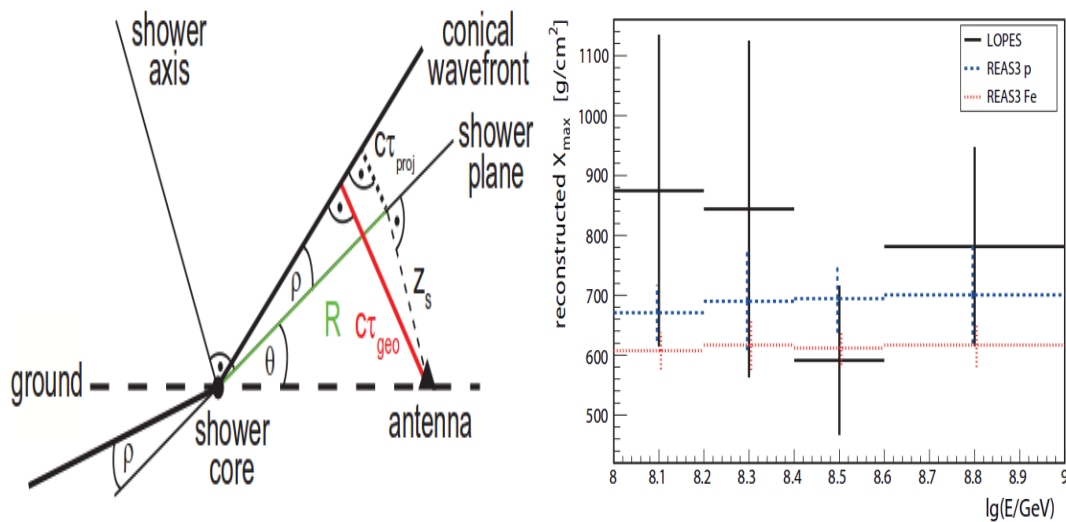 shower
axis
conical
wavefront
shower
plane
cτproj
ρ
zs
R
cτgeo
θ
ground
antenna
shower
core
ρ
reconstructed Xmax [g/cm²]
1100
1000
900
800
700
600
500
LOPES
REAS3 p
REAS3 Fe
8 8.1 8.2 8.3 8.4 8.5 8.6 8.7 8.8 8.9 9
lg(E/GeV)